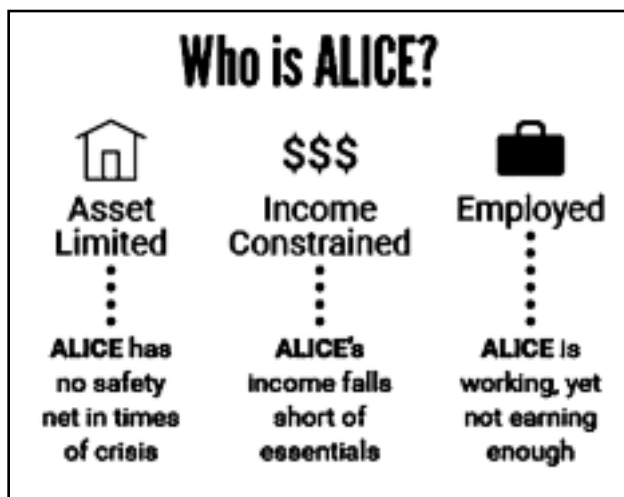 Who is ALICE?
$$$
Asset
Limited
Income
Constrained
Employed
ALICE has
no safety
net in times
of crisis
ALICE's
income falls
short of
essentials
ALICE is
working, yet
not earning
enough